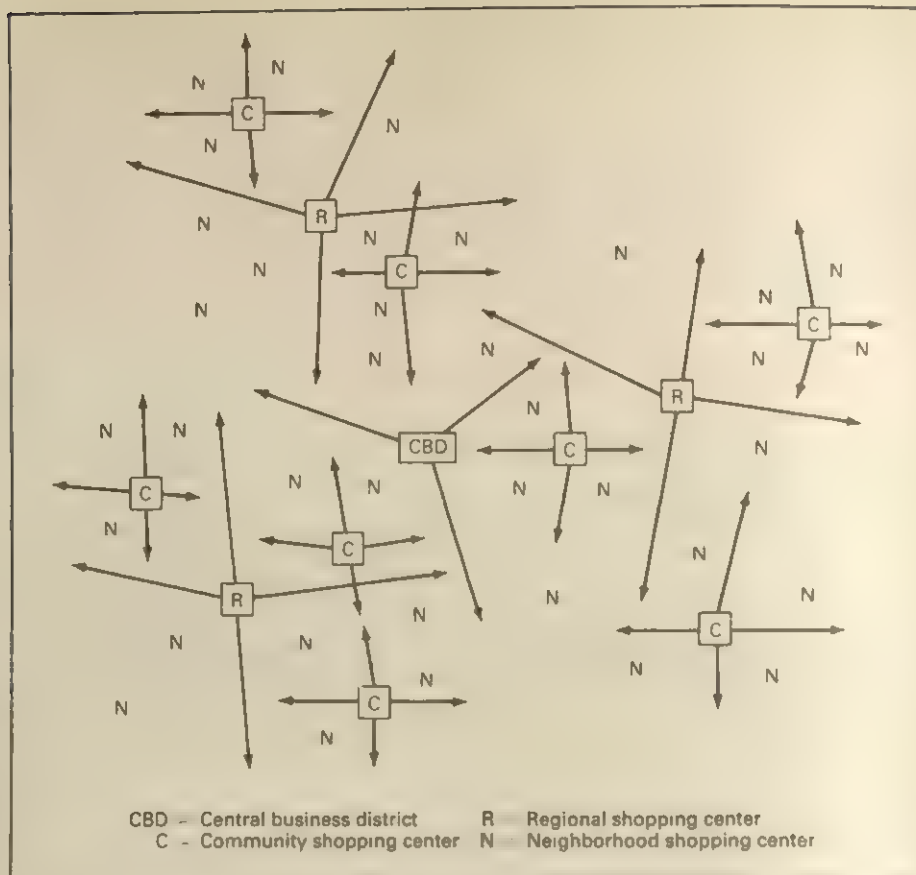 N N
C
N N
R
N N N
C
N N N
N N
N N
C
N N
N N
R
N
CBD
C
N N N
N N N N
C
N
C
N
R
N
N N
C
N N
N N
C
N N
N N
C
N
CBD - Central business district R - Regional shopping center
C - Community shopping center N - Neighborhood shopping center